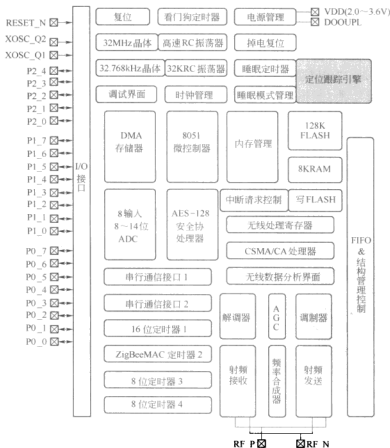 复位
看门狗定时器
电源管理
VDD(2.0～3.6V)
DOOUPL
RESET_N
XOSC_Q2
XOSC_Q1
32MHz晶体
高速RC振荡器
掉电复位
32.768kHz晶体
32KRC振荡器
睡眠定时器
定位跟踪引擎
调试界面
时钟管理
睡眠模式管理
P2_4
P2_3
P2_2
P2_1
P2_0
P1_7
P1_6
P1_5
P1_4
P1_3
P1_2
P1_1
P1_0
P0_7
P0_6
P0_5
P0_4
P0_3
P0_2
P0_1
P0_0
I/O接口
DMA
存储器
8051
微控制器
内存管理
128K
FLASH
8KRAM
中断请求控制
写FLASH
8输入
8～14位
ADC
AES-128
安全协
处理器
无线处理寄存器
CSMA/CA处理器
无线数据分析界面
FIFO
&
结构管理控制
串行通信接口1
串行通信接口2
16位定时器1
ZigBeeMAC定时器2
8位定时器3
8位定时器4
解调器
AGC
调制器
射频
接收
频率合成器
射频
发送
RF_P
RF_N